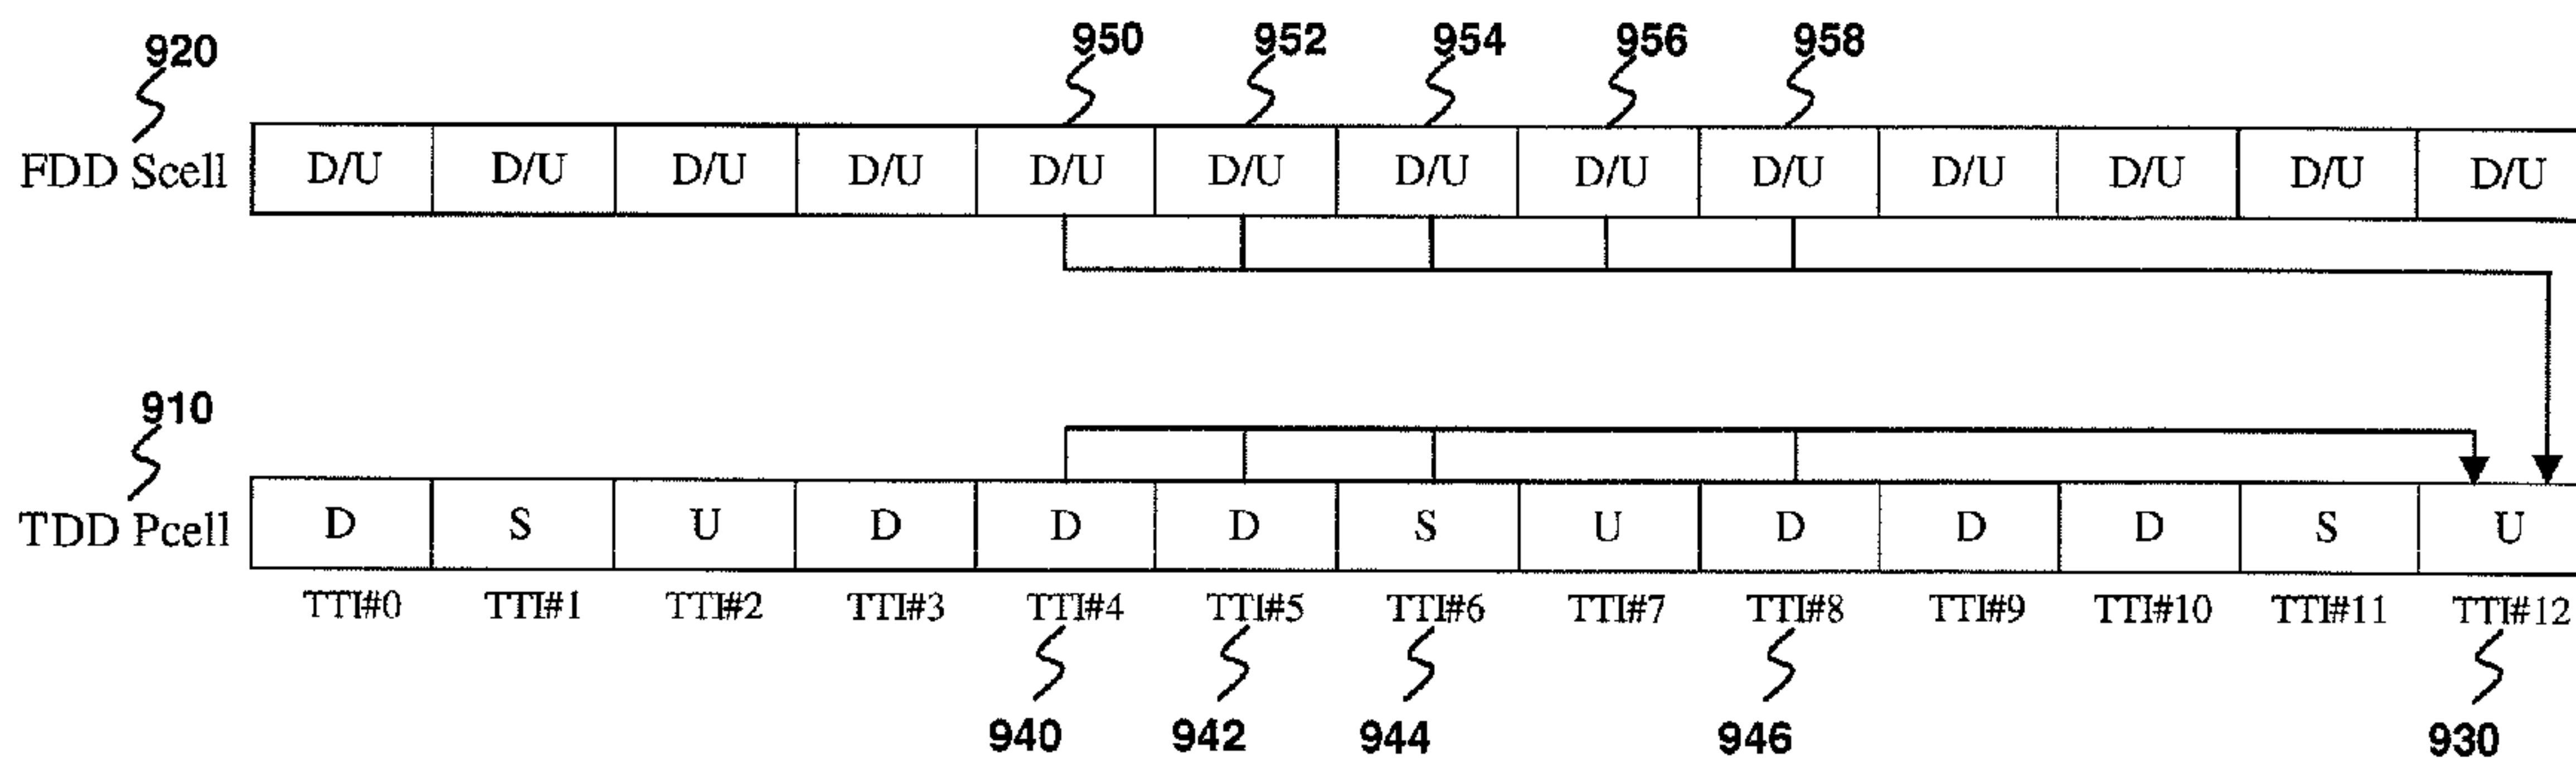 920 950 952 954 956 958
FDD Scell D/U D/U D/U D/U D/U D/U D/U D/U D/U D/U D/U D/U D/U
910
TDD Pcell D S U D D D S U D D D S U
TTI#0 TTI#1 TTI#2 TTI#3 TTI#4 TTI#5 TTI#6 TTI#7 TTI#8 TTI#9 TTI#10 TTI#11 TTI#12
940 942 944 946 930